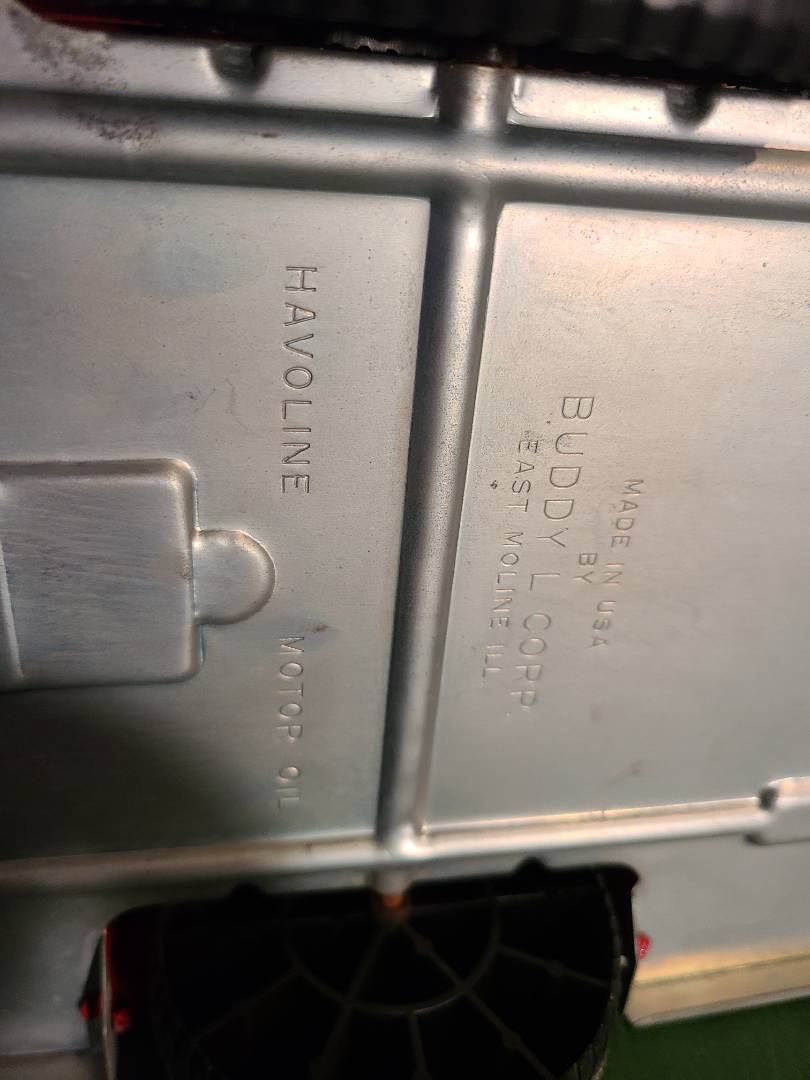 MADE IN USA
BY
BUDDY L CORP.
EAST MOLINE ILL.
HAVOLINE MOTOR OIL